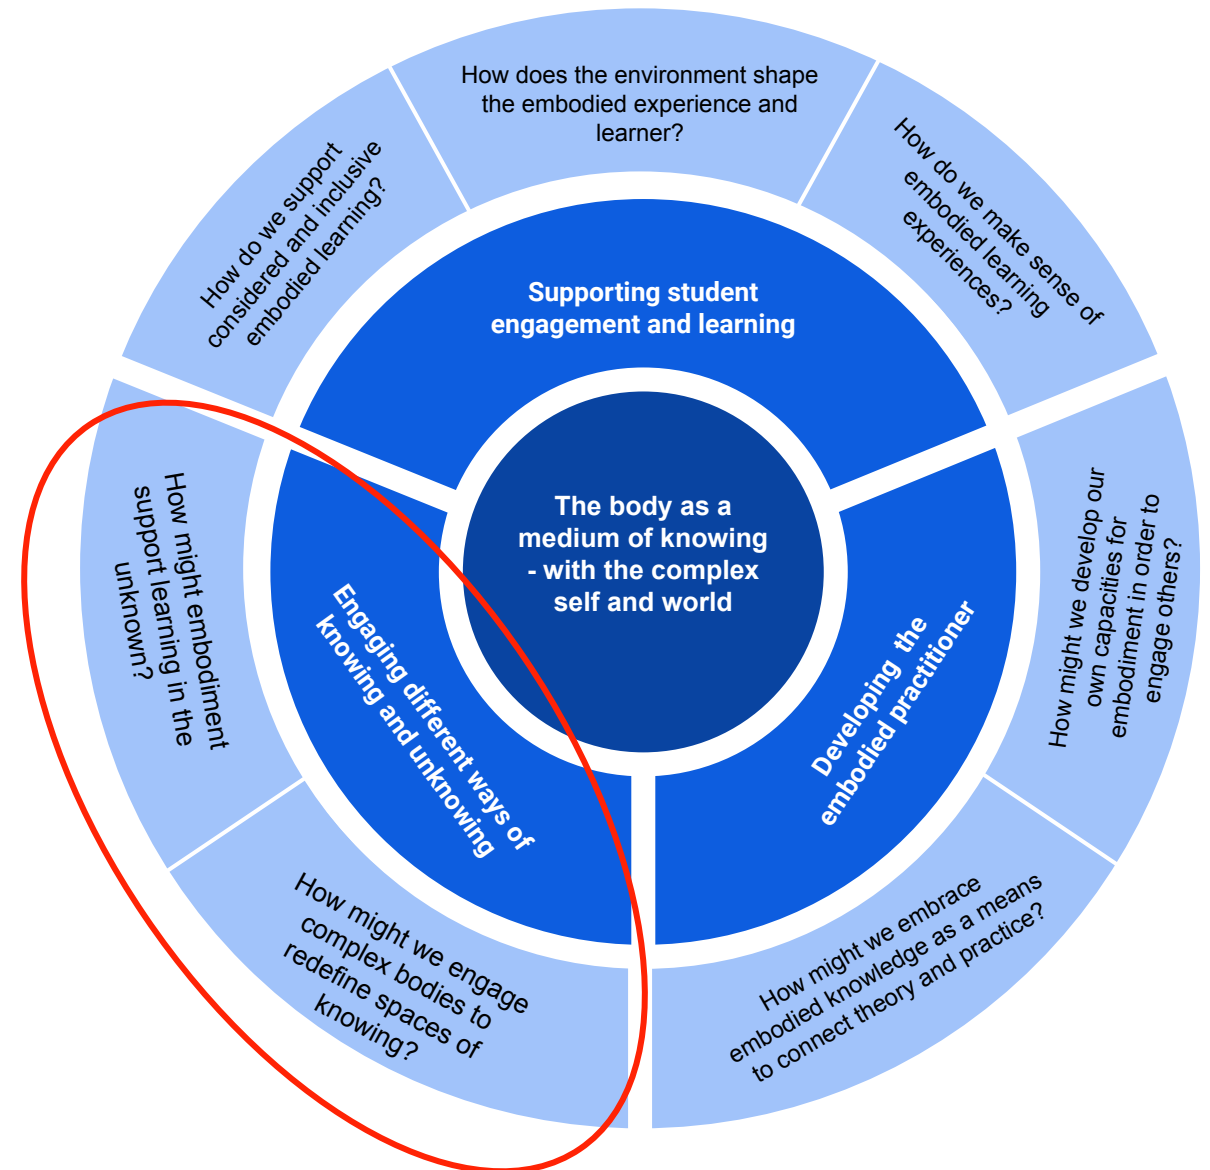 How does the environment shape
the embodied experience and
learner?
How do we make sense of
embodied learning
experiences?
How might we develop our
own capacities for
embodiment in order to
engage others?
How might we embrace
embodied knowledge as a means
to connect theory and practice?
How might we engage
complex bodies to
redefine spaces of
knowing?
How might embodiment
support learning in the
unknown?
How do we support
considered and inclusive
embodied learning?
Supporting student
engagement and learning
Developing the
embodied practitioner
Engaging different ways of
knowing and unknowing
The body as a
medium of knowing
- with the complex
self and world